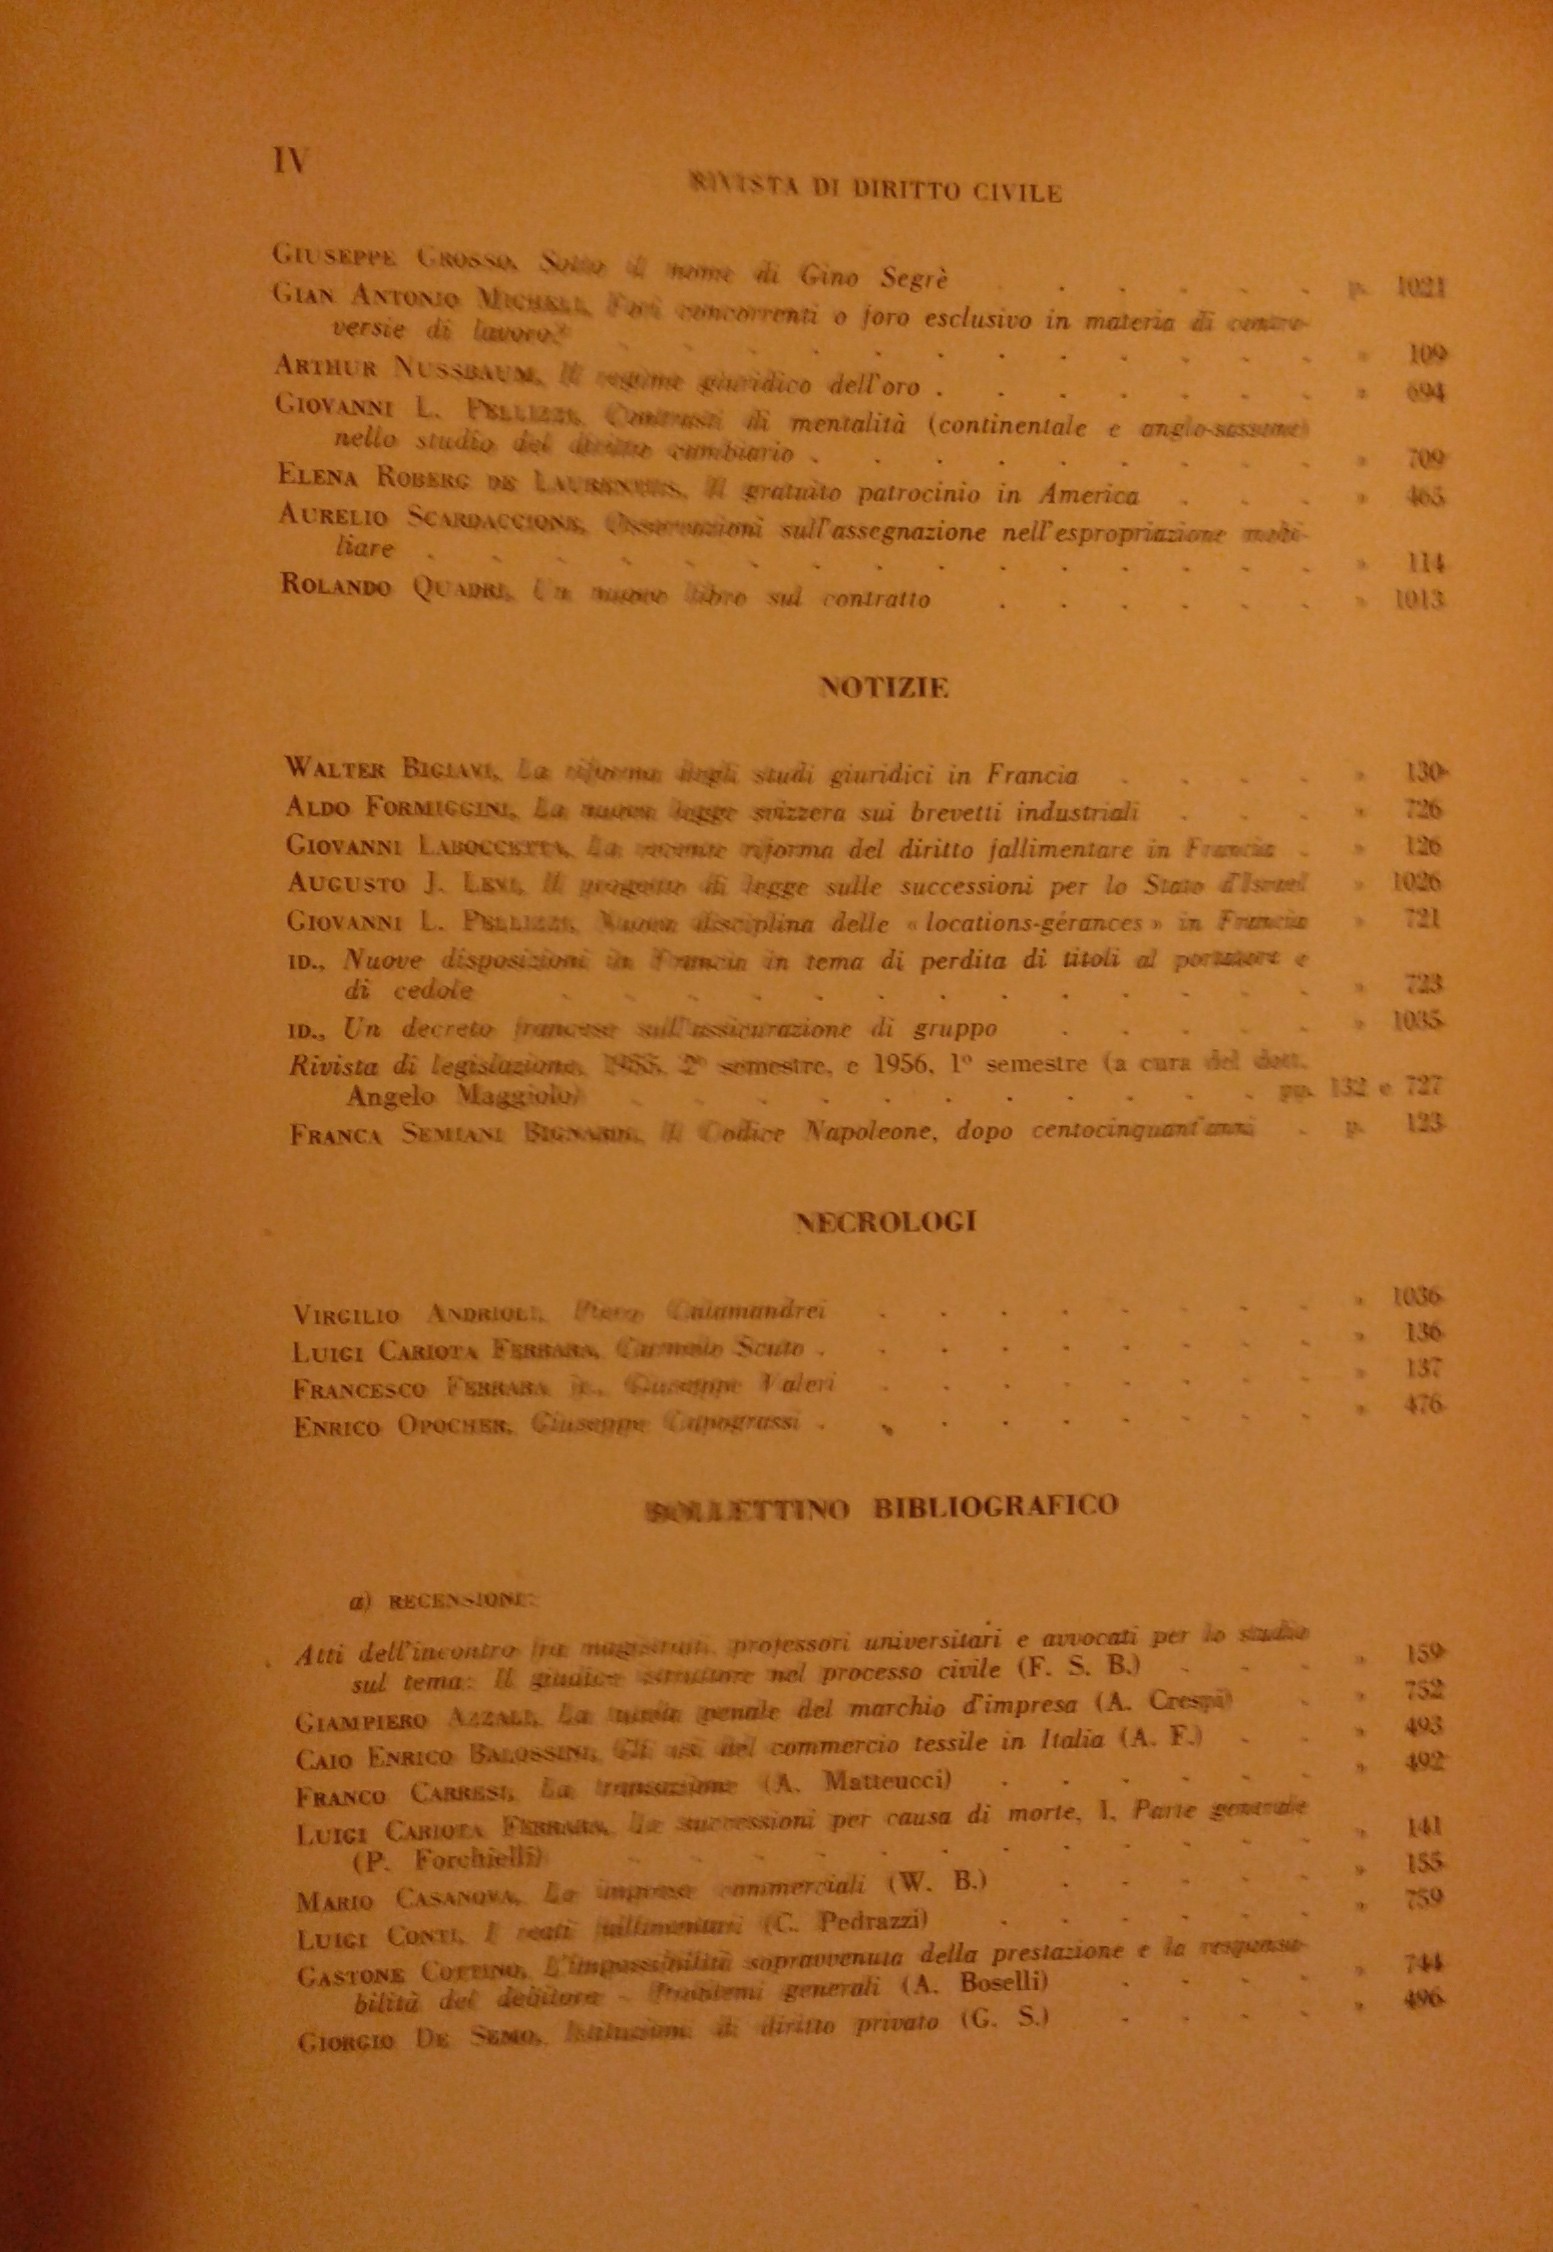 IV
RIVISTA DI DIRITTO CIVILE
GIUSEPPE GROSSO, Sotto il nome di Gino Segrè . . . . . p. 1021
GIAN ANTONIO MICHELI, Fori concorrenti o foro esclusivo in materia di contro-
versie di lavoro? . . . . . . . . . . . . » 109
ARTHUR NUSSBAUM, Il regime giuridico dell'oro . . . . . . . » 694
GIOVANNI L. PELLIZZI, Contrasti di mentalità (continentale e anglo-sassone)
nello studio del diritto cambiario . . . . . . . . . » 709
ELENA ROBERG DE LAURENTIIS, Il gratuito patrocinio in America . . . » 465
AURELIO SCARDACCIONE, Osservazioni sull'assegnazione nell'espropriazione mobi-
liare . . . . . . . . . . . . . . . » 114
ROLANDO QUADRI, Un nuovo libro sul contratto . . . . . . » 1013
NOTIZIE
WALTER BIGIAVI, La riforma degli studi giuridici in Francia . . . . » 130
ALDO FORMIGGINI, La nuova legge svizzera sui brevetti industriali . . . » 726
GIOVANNI LABOCCETTA, La recente riforma del diritto fallimentare in Francia . » 126
AUGUSTO J. LEVI, Il progetto di legge sulle successioni per lo Stato d'Israel » 1026
GIOVANNI L. PELLIZZI, Nuova disciplina delle « locations-gérances » in Francia » 721
ID., Nuove disposizioni in Francia in tema di perdita di titoli al portatore e
di cedole . . . . . . . . . . . . . » 723
ID., Un decreto francese sull'assicurazione di gruppo . . . . . » 1035
Rivista di legislazione, 1955, 2° semestre, e 1956, 1° semestre (a cura del dott.
Angelo Maggiolo) . . . . . . . . . . . pp. 132 e 727
FRANCA SEMIANI BIGNARDI, Il Codice Napoleone, dopo centocinquant'anni . p. 123
NECROLOGI
VIRGILIO ANDRIOLI, Piero Calamandrei . . . . . . . . » 1036
LUIGI CARIOTA FERRARA, Carmelo Scuto . . . . . . . . . » 136
FRANCESCO FERRARA jr., Giuseppe Valeri . . . . . . . . » 137
ENRICO OPOCHER, Giuseppe Capograssi . . . . . . . . . » 476
BOLLETTINO BIBLIOGRAFICO
a) RECENSIONI:
Atti dell'incontro fra magistrati, professori universitari e avvocati per lo studio
sul tema: Il giudice istruttore nel processo civile (F. S. B.) . . . » 159
GIAMPIERO AZZALI, La tutela penale del marchio d'impresa (A. Crespi) . » 752
CAIO ENRICO BALOSSINI, Gli usi del commercio tessile in Italia (A. F.) . . » 493
FRANCO CARRESI, La transazione (A. Matteucci) . . . . . . » 492
LUIGI CARIOTA FERRARA, Le successioni per causa di morte, I, Parte generale
(P. Forchielli) . . . . . . . . . . . . » 141
MARIO CASANOVA, Le imprese commerciali (W. B.) . . . . . » 155
LUIGI CONTI, I reati fallimentari (C. Pedrazzi) . . . . . . » 759
GASTONE COTTINO, L'impossibilità sopravvenuta della prestazione e la responsa-
bilità del debitore - Problemi generali (A. Boselli) . . . . » 744
GIORGIO DE SEMO, Istituzioni di diritto privato (G. S.) . . . . » 496